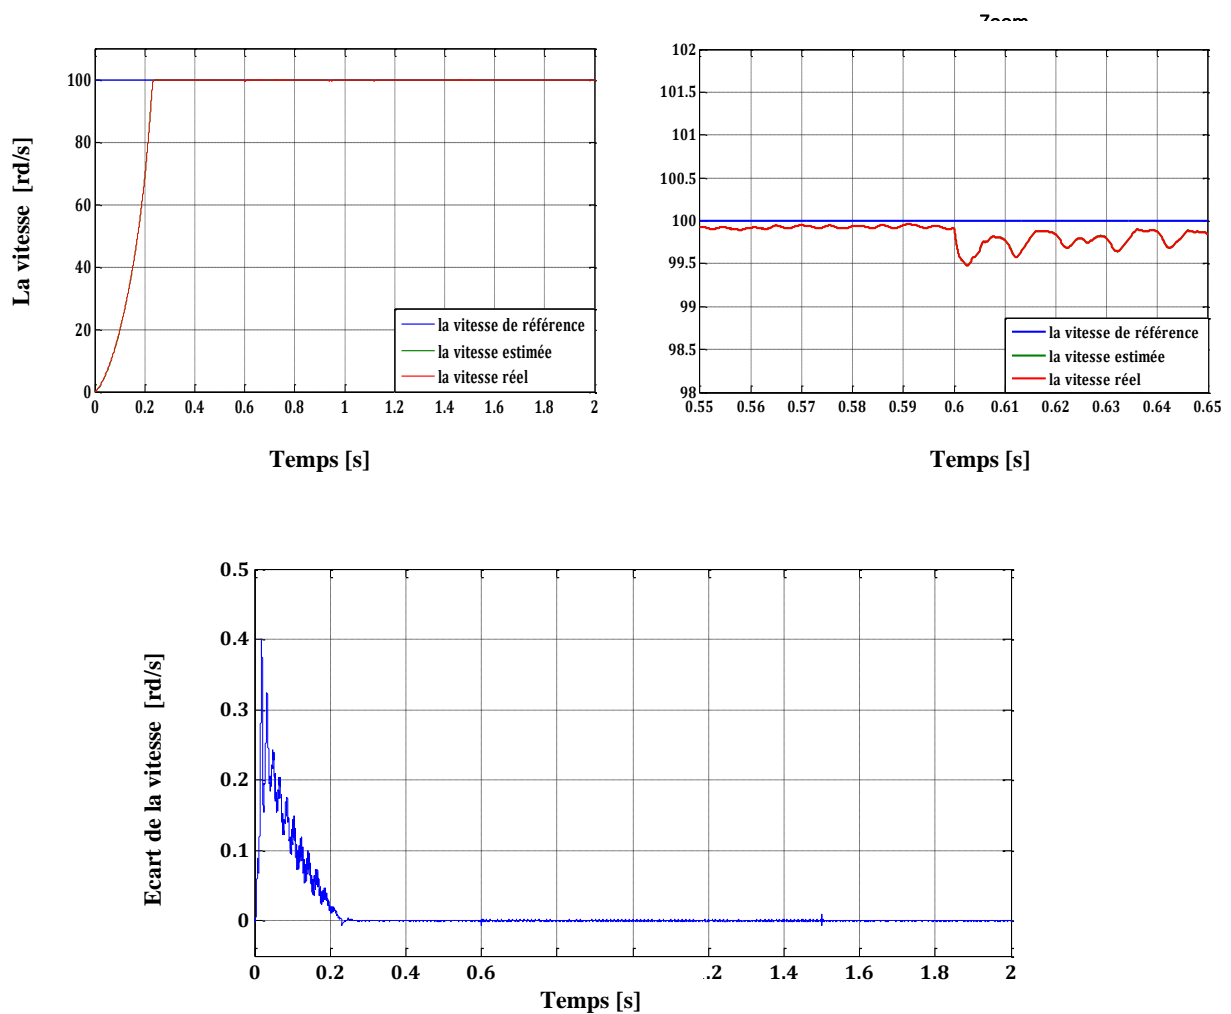 100
80
60
40
20
0
0 0.2 0.4 0.6 0.8 1 1.2 1.4 1.6 1.8 2
La vitesse [rd/s]
Temps [s]
la vitesse de référence
la vitesse estimée
la vitesse réel
102
101.5
101
100.5
100
99.5
99
98.5
98
0.55 0.56 0.57 0.58 0.59 0.6 0.61 0.62 0.63 0.64 0.65
Temps [s]
la vitesse de référence
la vitesse estimée
la vitesse réel
0.5
0.4
0.3
0.2
0.1
0
0 0.2 0.4 0.6 .2 1.4 1.6 1.8 2
Ecart de la vitesse [rd/s]
Temps [s]